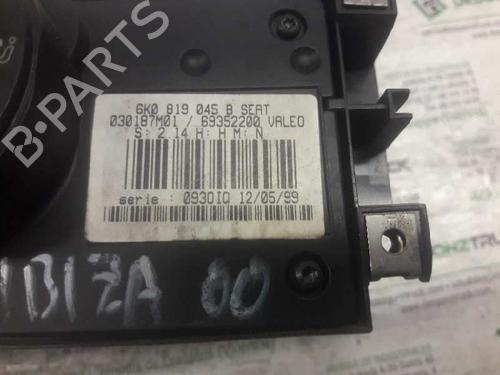 6K0 819 045 B SEAT
030187M01 / 69352200 VALEO
S: 2 14 H: H M: N
serie : 0930IQ 12/05/99
IBIZA 00
B-Parts